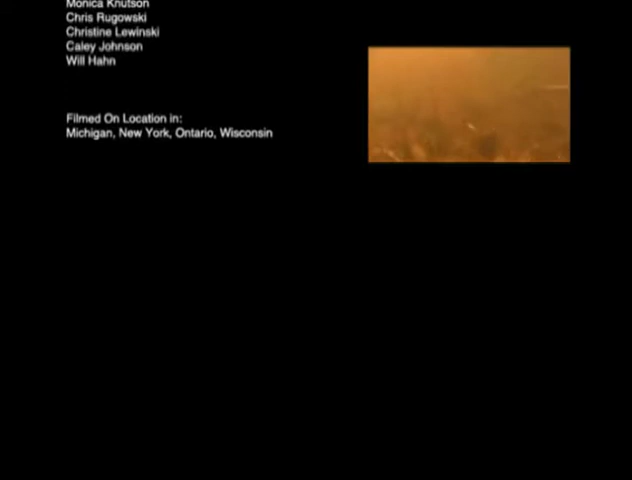 Monica Knutson
Chris Rugowski
Christine Lewinski
Caley Johnson
Will Hahn
Filmed On Location in:
Michigan, New York, Ontario, Wisconsin